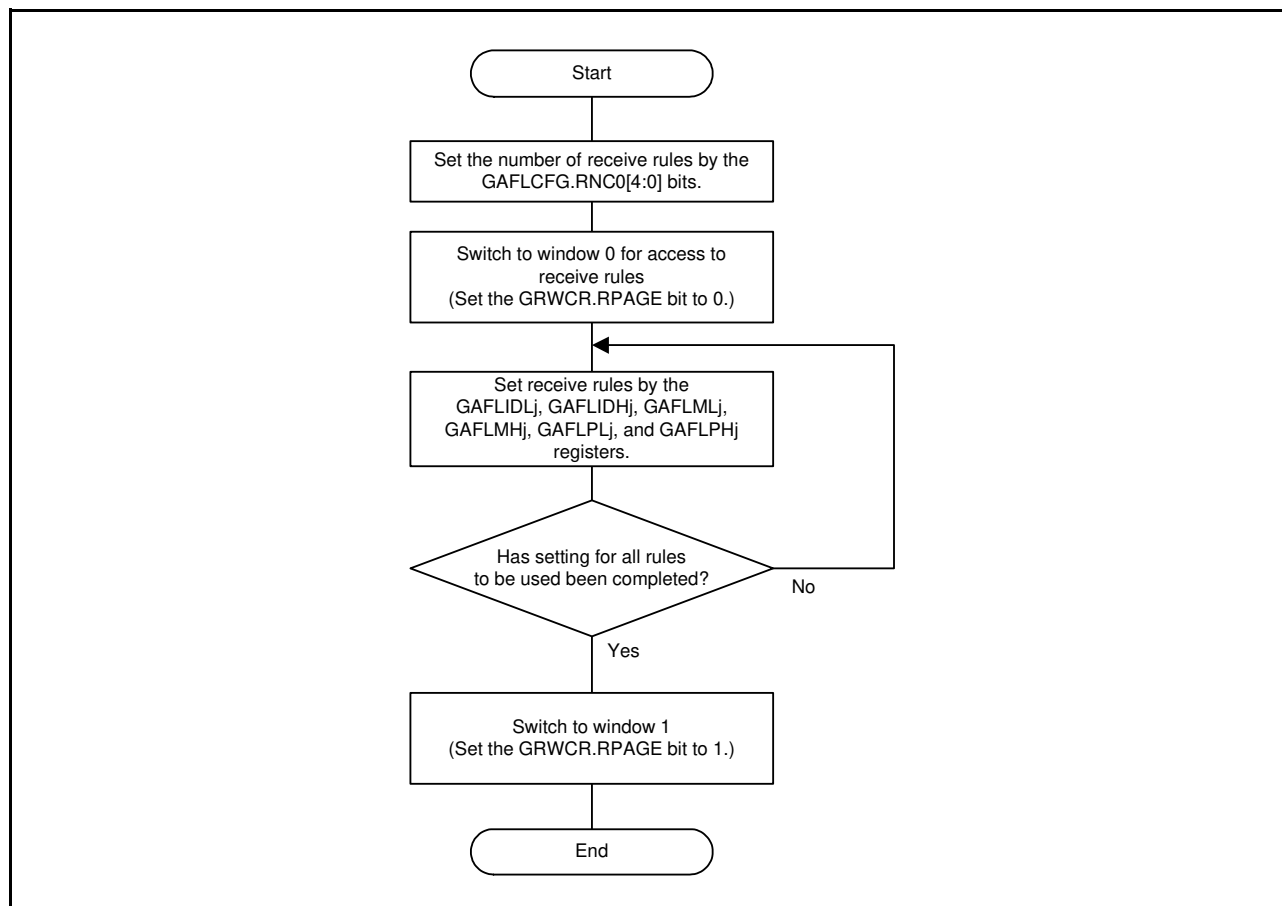 Start
Set the number of receive rules by the
GAFLCFG.RNC0[4:0] bits.
Switch to window 0 for access to
receive rules
(Set the GRWCR.RPAGE bit to 0.)
Set receive rules by the
GAFLIDLj, GAFLIDHj, GAFLMLj,
GAFLMHj, GAFLPLj, and GAFLPHj
registers.
Has setting for all rules
to be used been completed?
No
Yes
Switch to window 1
(Set the GRWCR.RPAGE bit to 1.)
End